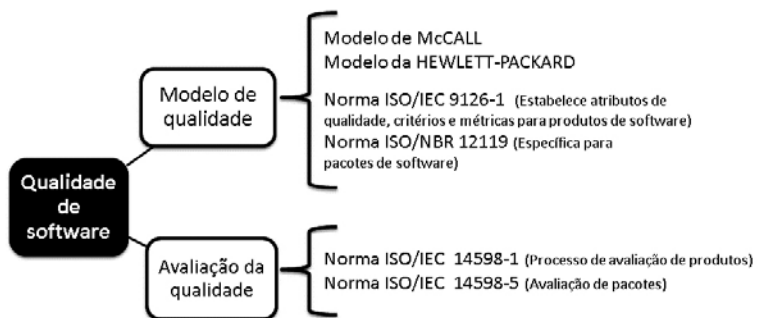 Qualidade
de
software
Modelo de
qualidade
Modelo de McCALL
Modelo da HEWLETT-PACKARD
Norma ISO/IEC 9126-1 (Estabelece atributos de
qualidade, critérios e métricas para produtos de software)
Norma ISO/NBR 12119 (Específica para
pacotes de software)
Avaliação da
qualidade
Norma ISO/IEC 14598-1 (Processo de avaliação de produtos)
Norma ISO/IEC 14598-5 (Avaliação de pacotes)